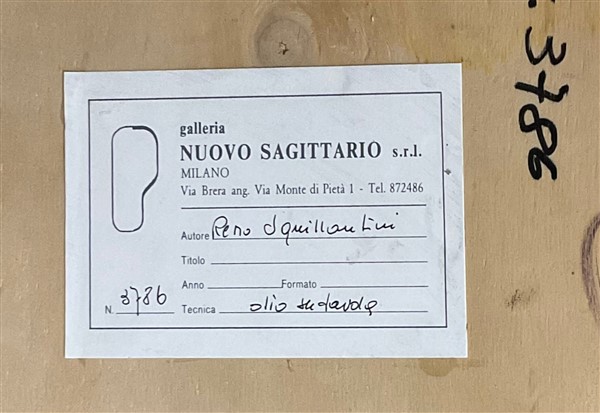 galleria
NUOVO SAGITTARIO s.r.l.
MILANO
Via Brera ang. Via Monte di Pietà 1 - Tel. 872486
Autore Remo Squillantini
Titolo
Anno Formato
N. 3786 Tecnica olio su tavola
3786